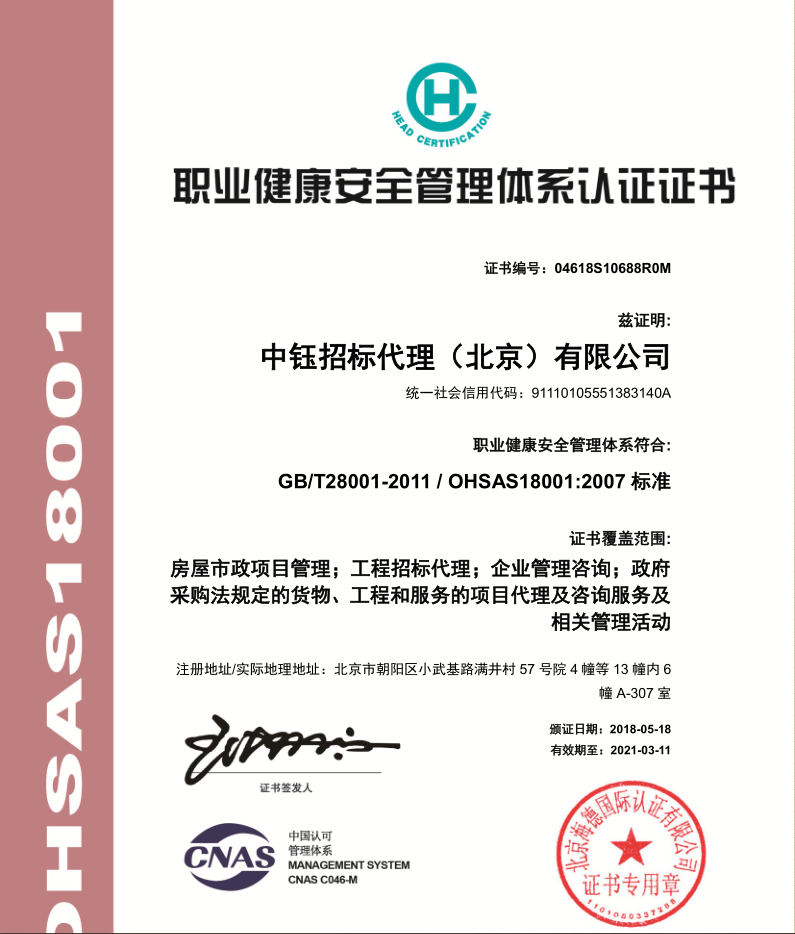 HEAD CERTIFICATION
职业健康安全管理体系认证证书
证书编号：04618S10688R0M
兹证明:
中钰招标代理（北京）有限公司
统一社会信用代码：91110105551383140A
职业健康安全管理体系符合:
GB/T28001-2011 / OHSAS18001:2007 标准
证书覆盖范围:
房屋市政项目管理；工程招标代理；企业管理咨询；政府
采购法规定的货物、工程和服务的项目代理及咨询服务及
相关管理活动
注册地址/实际地理地址：北京市朝阳区小武基路满井村 57 号院 4 幢等 13 幢内 6
幢 A-307 室
颁证日期：2018-05-18
有效期至：2021-03-11
证书签发人
CNAS
中国认可
管理体系
MANAGEMENT SYSTEM
CNAS C046-M
北京海德国际认证有限公司
证书专用章
OHSAS18001